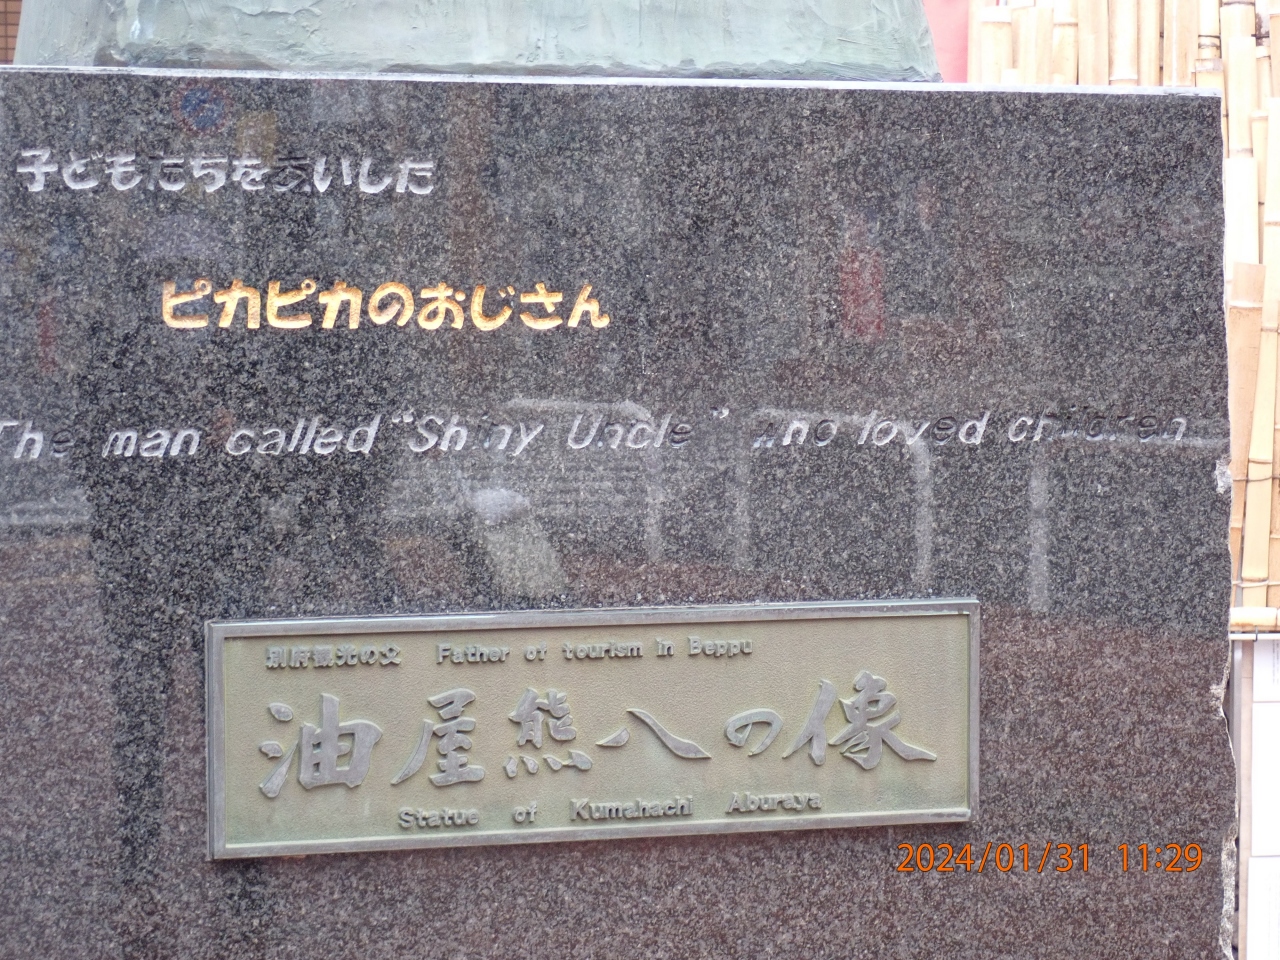 子どもたちをあいした
ピカピカのおじさん
The man called "Shiny Uncle" who loved children
別府観光の父 Father of tourism in Beppu
油屋熊八の像
Statue of Kumahachi Aburaya
2024/01/31 11:29